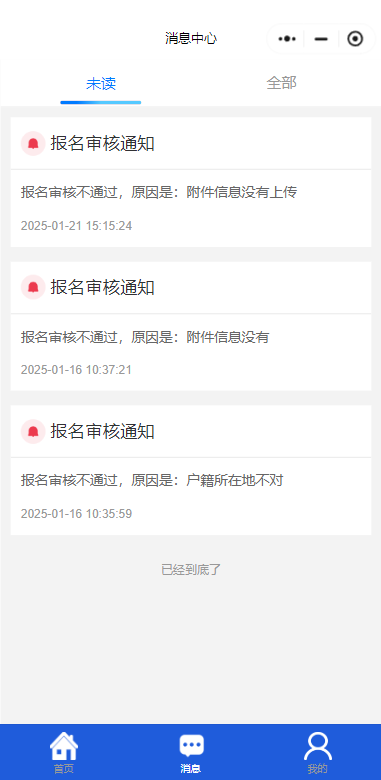 消息中心
未读
全部
报名审核通知
报名审核不通过，原因是：附件信息没有上传
2025-01-21 15:15:24
报名审核通知
报名审核不通过，原因是：附件信息没有
2025-01-16 10:37:21
报名审核通知
报名审核不通过，原因是：户籍所在地不对
2025-01-16 10:35:59
已经到底了
首页
消息
我的